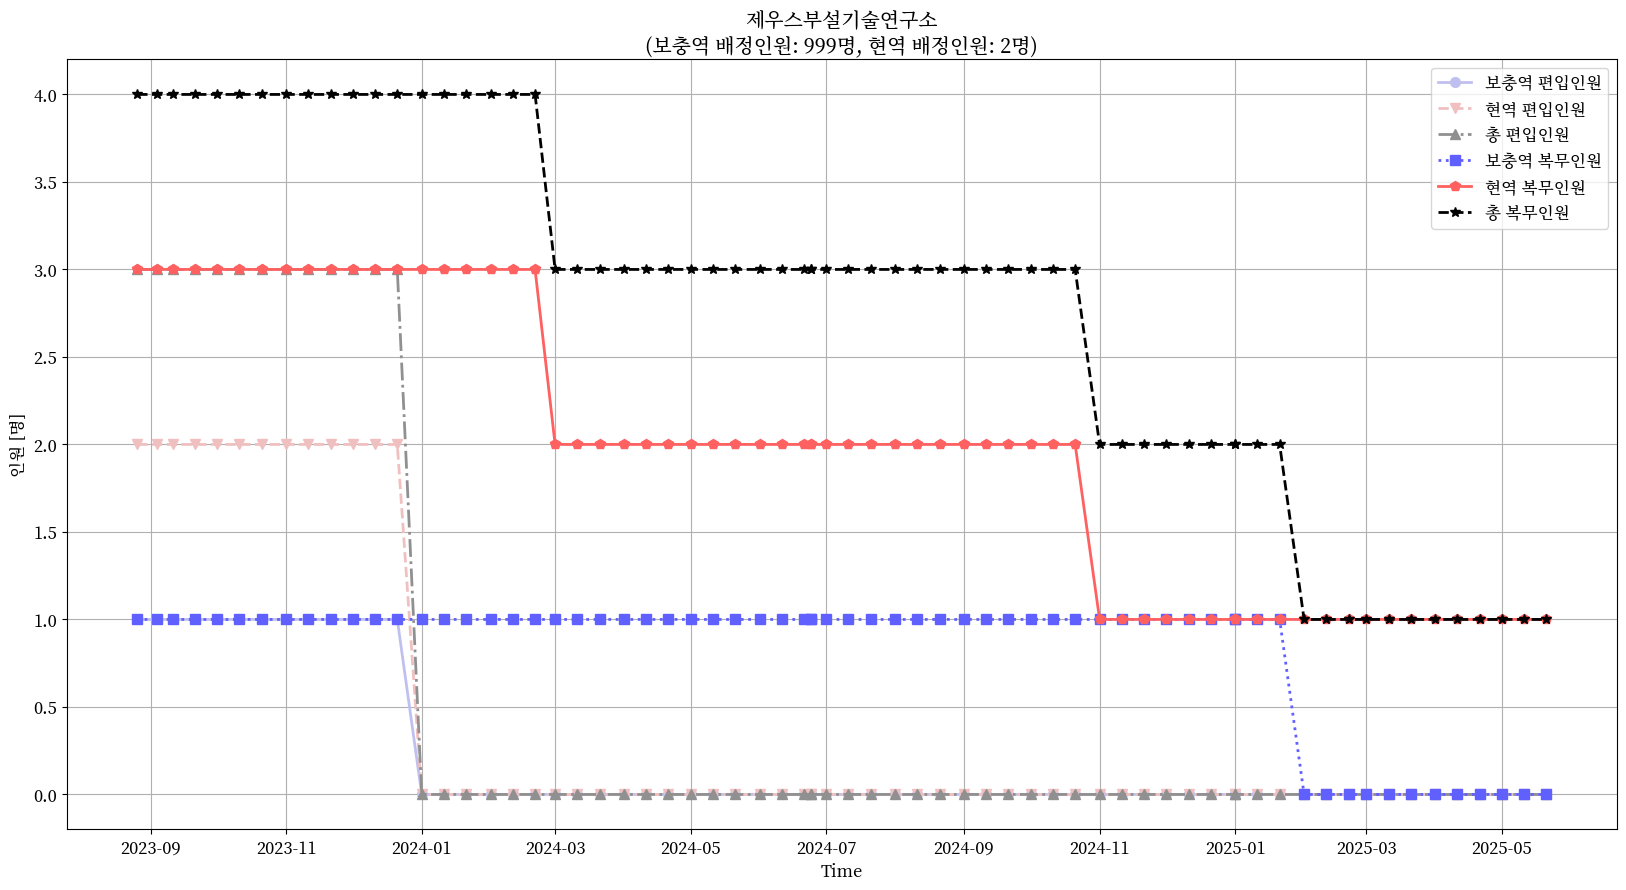 제우스부설기술연구소
(보충역 배정인원: 999명, 현역 배정인원: 2명)
보충역 편입인원
현역 편입인원
총 편입인원
보충역 복무인원
현역 복무인원
총 복무인원
인원 [명]
4.0
3.5
3.0
2.5
2.0
1.5
1.0
0.5
0.0
2023-09
2023-11
2024-01
2024-03
2024-05
2024-07
2024-09
2024-11
2025-01
2025-03
2025-05
Time